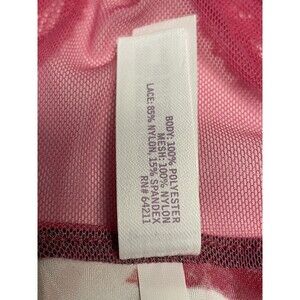 BODY: 100% POLYESTER
MESH: 100% NYLON
LACE: 85% NYLON, 15% SPANDEX
RN# 64211